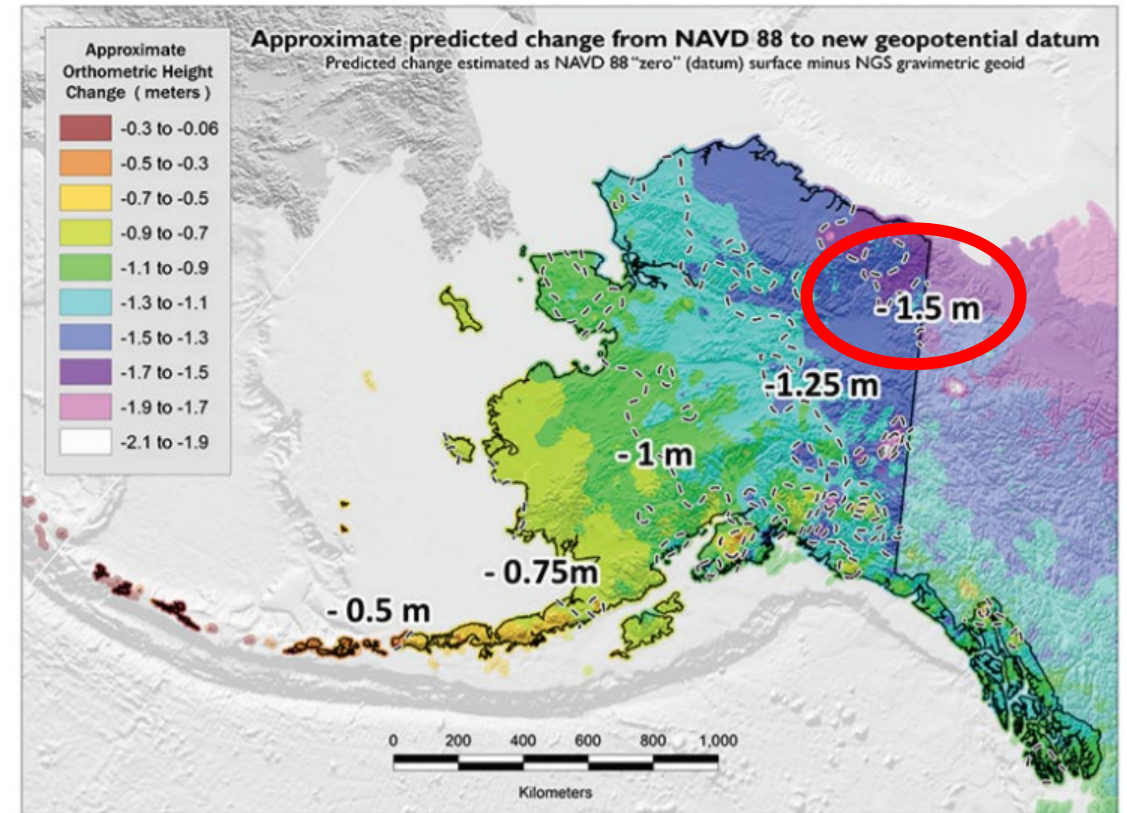 Approximate predicted change from NAVD 88 to new geopotential datum
Predicted change estimated as NAVD 88 "zero" (datum) surface minus NGS gravimetric geoid
Approximate
Orthometric Height
Change ( meters )
-0.3 to -0.06
-0.5 to -0.3
-0.7 to -0.5
-0.9 to -0.7
-1.1 to -0.9
-1.3 to -1.1
-1.5 to -1.3
-1.7 to -1.5
-1.9 to -1.7
-2.1 to -1.9
- 1.5 m
-1.25 m
- 1 m
- 0.75m
- 0.5 m
0 200 400 600 800 1,000
Kilometers